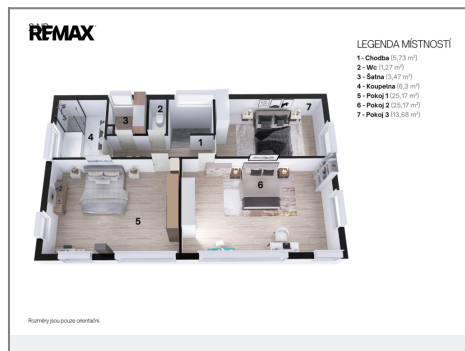 RE/MAX
LEGENDA MÍSTNOSTÍ
1 - Chodba (5,73 m²)
2 - Wc (1,27 m²)
3 - Šatna (3,47 m²)
4 - Koupelna (6,3 m²)
5 - Pokoj 1 (25,17 m²)
6 - Pokoj 2 (25,17 m²)
7 - Pokoj 3 (13,68 m²)
2
3
7
4
1
6
5
Rozměry jsou pouze orientační.